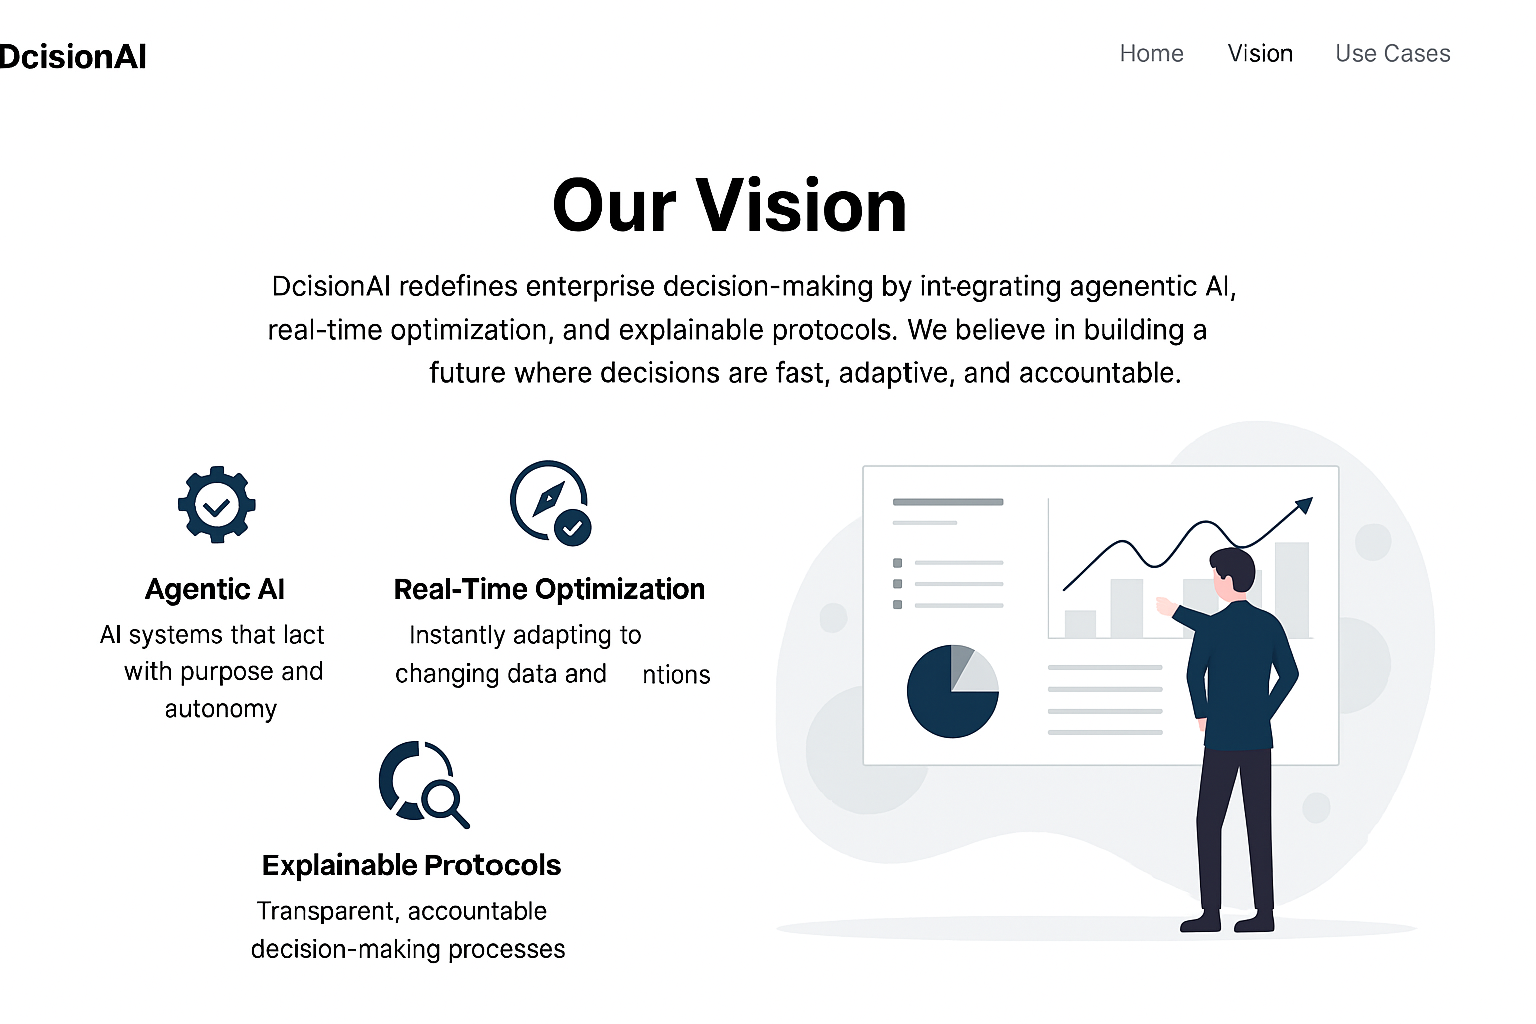 DcisionAI
Home Vision Use Cases
Our Vision
DcisionAI redefines enterprise decision-making by int-egrating agenentic AI,
real-time optimization, and explainable protocols. We believe in building a
future where decisions are fast, adaptive, and accountable.
Agentic AI
AI systems that lact
with purpose and
autonomy
Real-Time Optimization
Instantly adapting to
changing data and ntions
Explainable Protocols
Transparent, accountable
decision-making processes